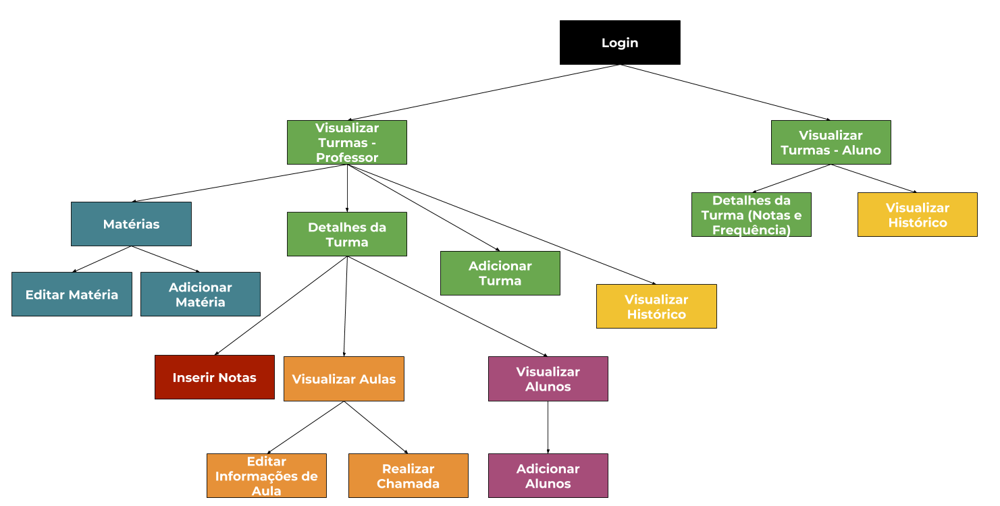 Login
Visualizar
Turmas -
Professor
Visualizar
Turmas - Aluno
Matérias
Detalhes da
Turma
Adicionar
Turma
Visualizar
Histórico
Detalhes da
Turma (Notas e
Frequência)
Visualizar
Histórico
Editar Matéria
Adicionar
Matéria
Inserir Notas
Visualizar Aulas
Visualizar
Alunos
Editar
Informações de
Aula
Realizar
Chamada
Adicionar
Alunos